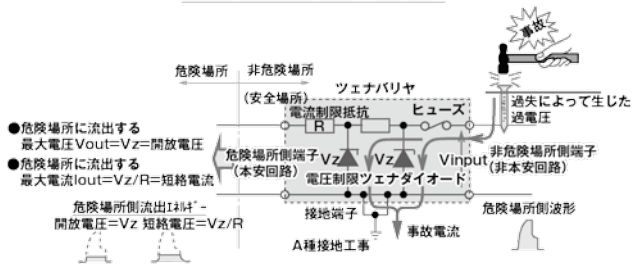 事故
危険場所
非危険場所
(安全場所)
ツェナバリヤ
電流制限抵抗
ヒューズ
R
過失によって生じた
過電圧
●危険場所に流出する
最大電圧Vout=Vz=開放電圧
●危険場所に流出する
最大電流Iout=Vz/R=短絡電流
危険場所側端子
(本安回路)
Vz
Vz
Vinput
非危険場所側端子
(非本安回路)
電圧制限ツェナダイオード
危険場所側流出エネルギー
開放電圧=Vz 短絡電圧=Vz/R
接地端子
A種接地工事
事故電流
危険場所側波形